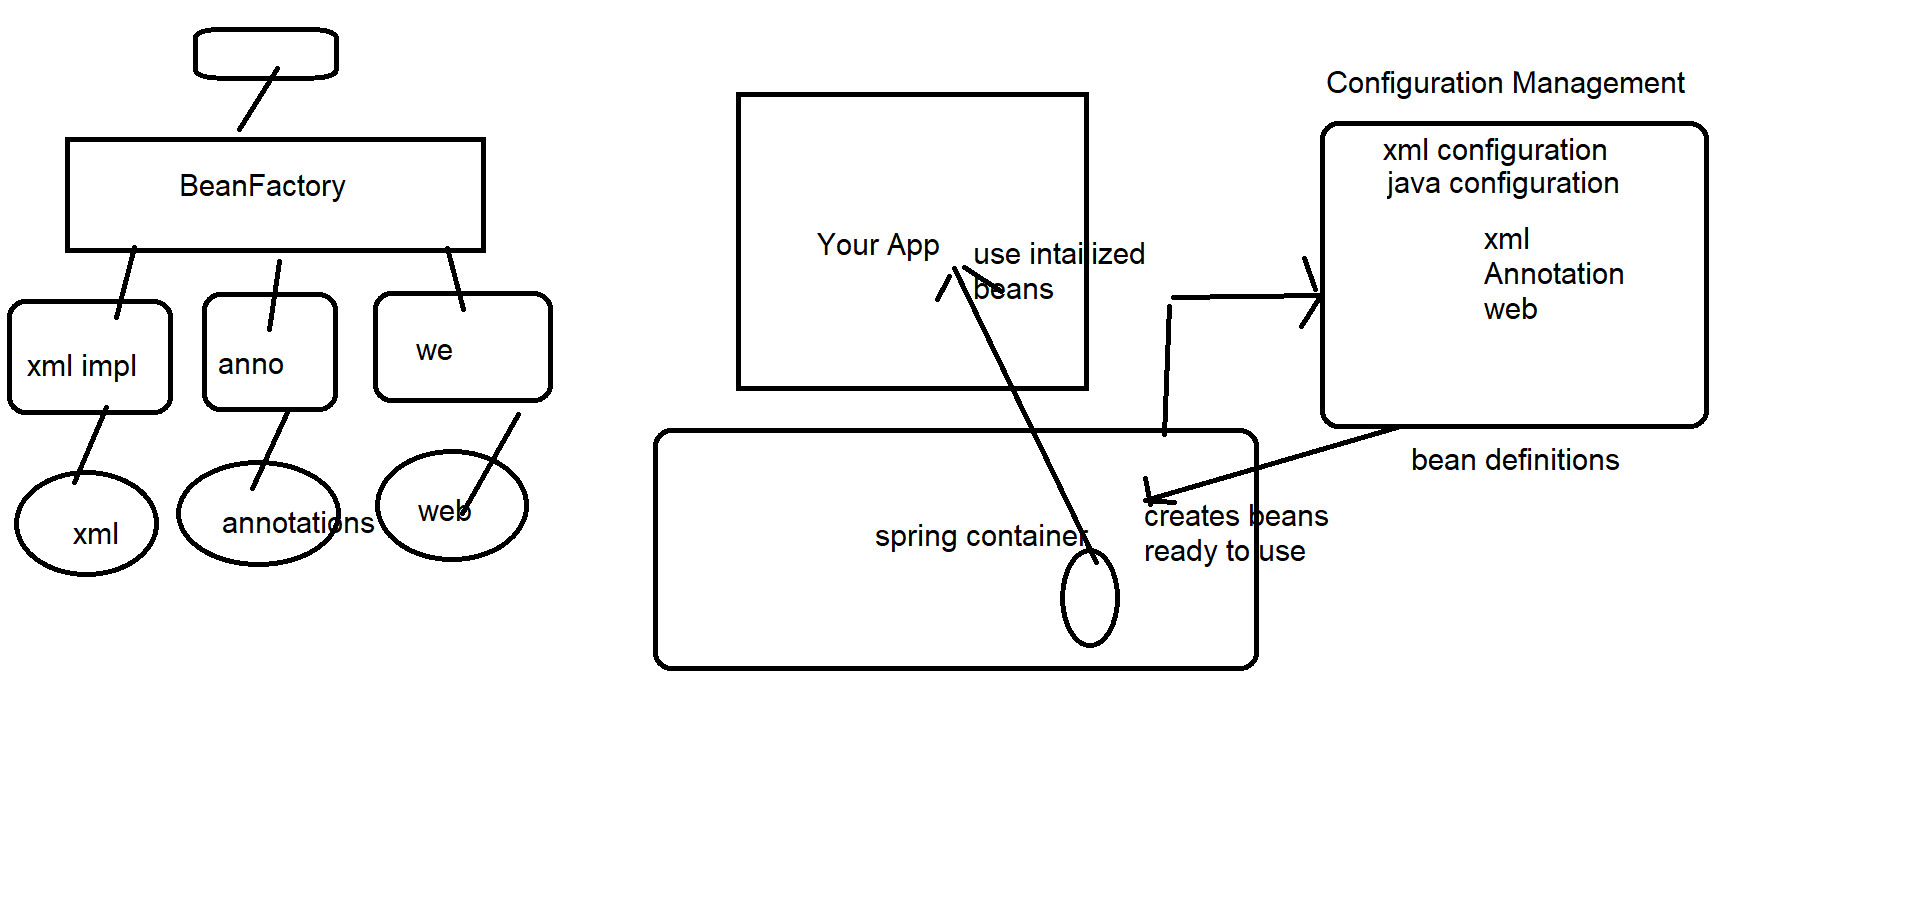 BeanFactory
xml impl
anno
we
xml
annotations
web
Your App
use intailized
beans
spring container
creates beans
ready to use
Configuration Management
xml configuration
java configuration
xml
Annotation
web
bean definitions